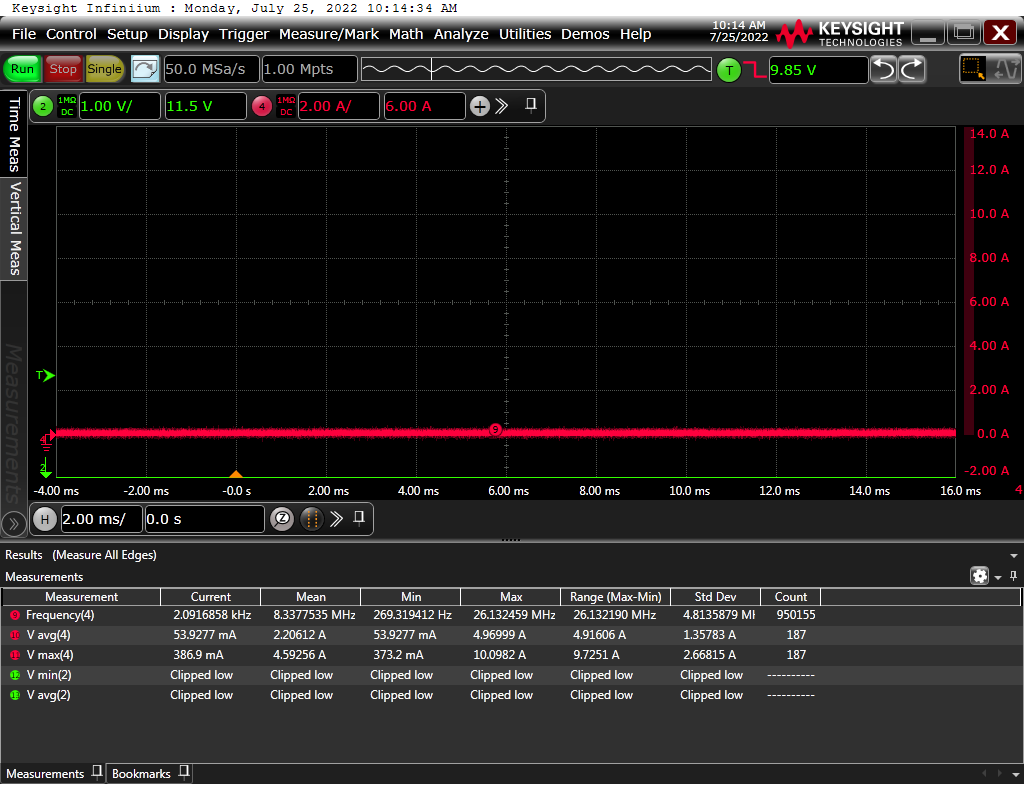 Keysight Infiniium : Monday, July 25, 2022 10:14:34 AM
File Control Setup Display Trigger Measure/Mark Math Analyze Utilities Demos Help
10:14 AM
7/25/2022
KEYSIGHT
TECHNOLOGIES
Run Stop Single 50.0 MSa/s 1.00 Mpts T 9.85 V
2 1MΩ DC 1.00 V/ 11.5 V 4 1MΩ DC 2.00 A/ 6.00 A
Time Meas
Vertical Meas
Measurements
14.0 A
12.0 A
10.0 A
8.00 A
6.00 A
4.00 A
2.00 A
0.0 A
-2.00 A
T
4
9
2
-4.00 ms -2.00 ms -0.0 s 2.00 ms 4.00 ms 6.00 ms 8.00 ms 10.0 ms 12.0 ms 14.0 ms 16.0 ms 4
H 2.00 ms/ 0.0 s Z
Results (Measure All Edges)
Measurements
Measurement Current Mean Min Max Range (Max-Min) Std Dev Count
9 Frequency(4) 2.0916858 kHz 8.3377535 MHz 269.319412 Hz 26.132459 MHz 26.132190 MHz 4.8135879 MH 950155
10 V avg(4) 53.9277 mA 2.20612 A 53.9277 mA 4.96999 A 4.91606 A 1.35783 A 187
11 V max(4) 386.9 mA 4.59256 A 373.2 mA 10.0982 A 9.7251 A 2.66815 A 187
12 V min(2) Clipped low Clipped low Clipped low Clipped low Clipped low Clipped low ----------
13 V avg(2) Clipped low Clipped low Clipped low Clipped low Clipped low Clipped low ----------
Measurements Bookmarks